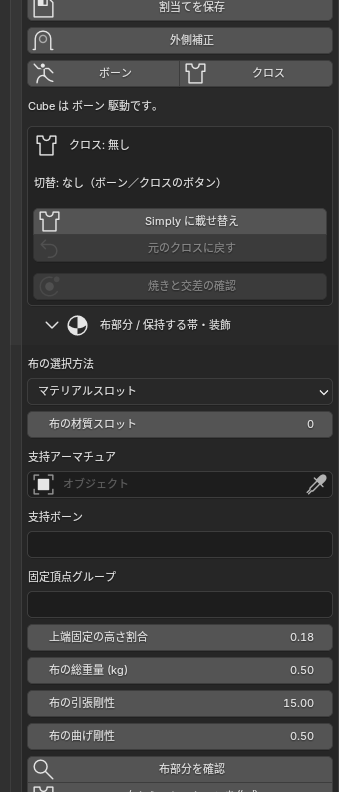 割当てを保存
外側補正
ボーン
クロス
Cube は ボーン 駆動です。
クロス: 無し
切替: なし（ボーン／クロスのボタン）
Simply に載せ替え
元のクロスに戻す
焼きと交差の確認
布部分 / 保持する帯・装飾
布の選択方法
マテリアルスロット
布の材質スロット 0
支持アーマチュア
オブジェクト
支持ボーン
固定頂点グループ
上端固定の高さ割合 0.18
布の総重量 (kg) 0.50
布の引張剛性 15.00
布の曲げ剛性 0.50
布部分を確認